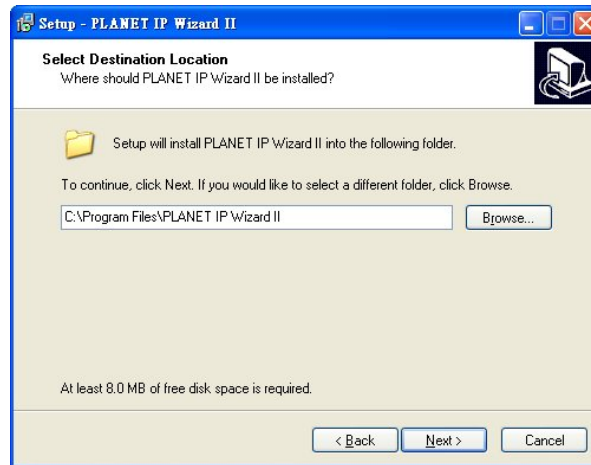 Setup - PLANET IP Wizard II
Select Destination Location
Where should PLANET IP Wizard II be installed?
Setup will install PLANET IP Wizard II into the following folder.
To continue, click Next. If you would like to select a different folder, click Browse.
C:\Program Files\PLANET IP Wizard II
Browse...
At least 8.0 MB of free disk space is required.
< Back
Next >
Cancel